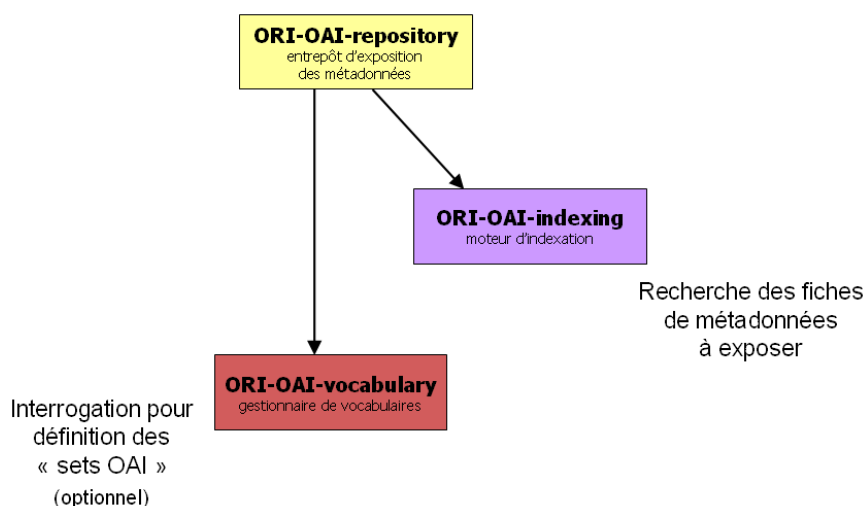 ORI-OAI-repository
entrepôt d'exposition
des métadonnées
ORI-OAI-indexing
moteur d'indexation
Recherche des fiches
de métadonnées
à exposer
ORI-OAI-vocabulary
gestionnaire de vocabulaires
Interrogation pour
définition des
« sets OAI »
(optionnel)